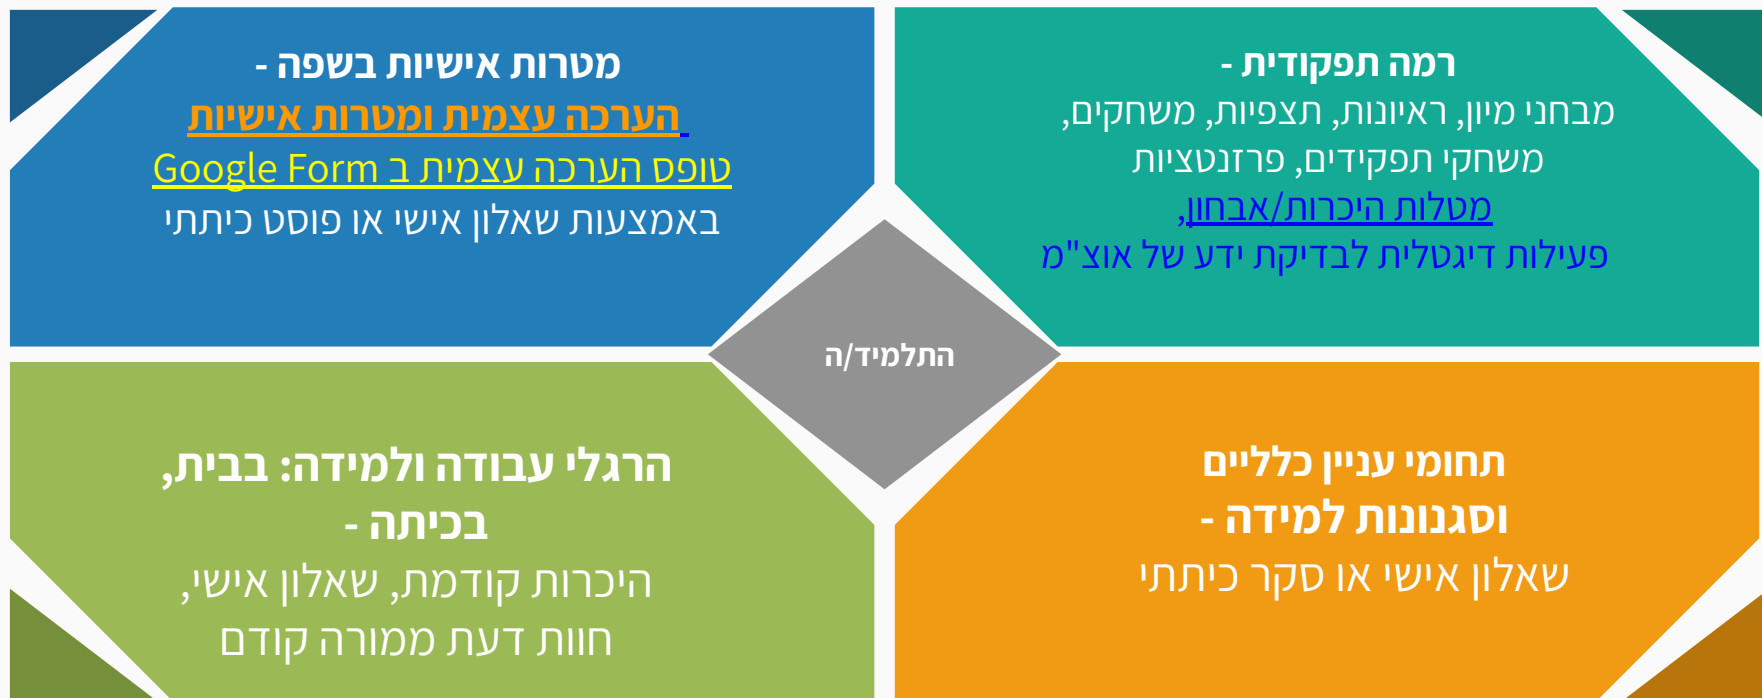 רמה תפקודית -
מבחני מיון, ראיונות, תצפיות, משחקים,
משחקי תפקידים, פרזנטציות
מטלות היכרות/אבחון,
פעילות דיגטלית לבדיקת ידע של אוצ"מ
מטרות אישיות בשפה -
הערכה עצמית ומטרות אישיות
טופס הערכה עצמית ב Google Form
באמצעות שאלון אישי או פוסט כיתתי
התלמיד/ה
תחומי עניין כלליים
וסגנונות למידה -
שאלון אישי או סקר כיתתי
הרגלי עבודה ולמידה: בבית,
בכיתה -
היכרות קודמת, שאלון אישי,
חוות דעת ממורה קודם